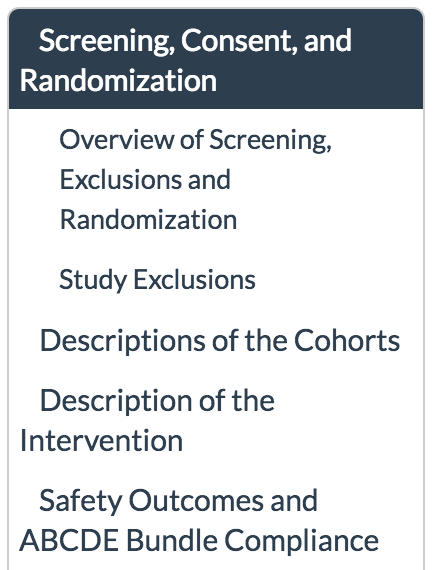 Screening, Consent, and
Randomization
Overview of Screening,
Exclusions and
Randomization
Study Exclusions
Descriptions of the Cohorts
Description of the
Intervention
Safety Outcomes and
ABCDE Bundle Compliance